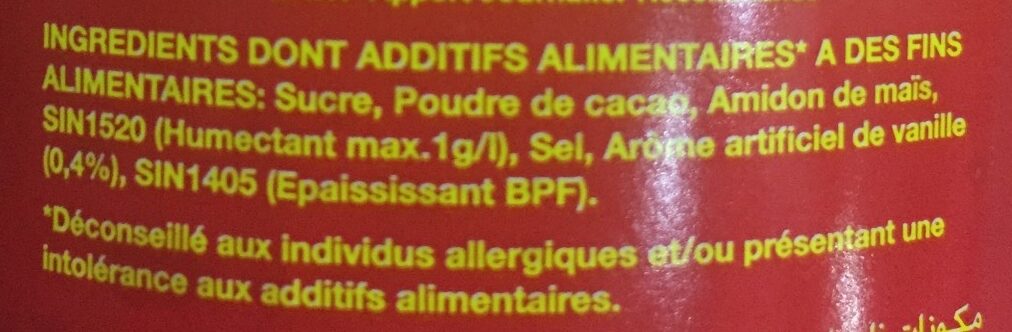 INGREDIENTS DONT ADDITIFS ALIMENTAIRES* A DES FINS
ALIMENTAIRES: Sucre, Poudre de cacao, Amidon de maïs,
SIN1520 (Humectant max.1g/l), Sel, Arôme artificiel de vanille
(0,4%), SIN1405 (Epaississant BPF).
*Déconseillé aux individus allergiques et/ou présentant une
intolérance aux additifs alimentaires.
مكونات